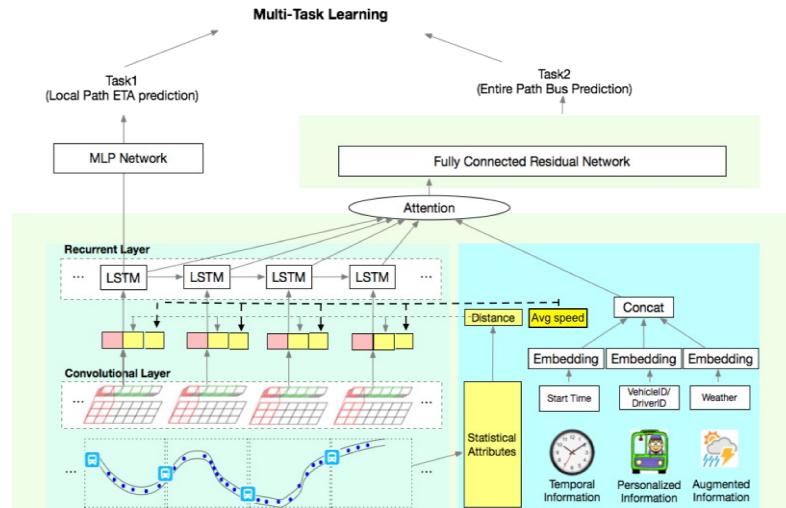 Multi-Task Learning
Task1
(Local Path ETA prediction)
Task2
(Entire Path Bus Prediction)
MLP Network
Fully Connected Residual Network
Attention
Recurrent Layer
... LSTM LSTM LSTM LSTM ...
Distance Avg speed
Concat
Convolutional Layer
Embedding Embedding Embedding
... ...
Start Time
VehicleID/
DriverID
Weather
Statistical
Attributes
... ...
Temporal
Information
Personalized
Information
Augmented
Information